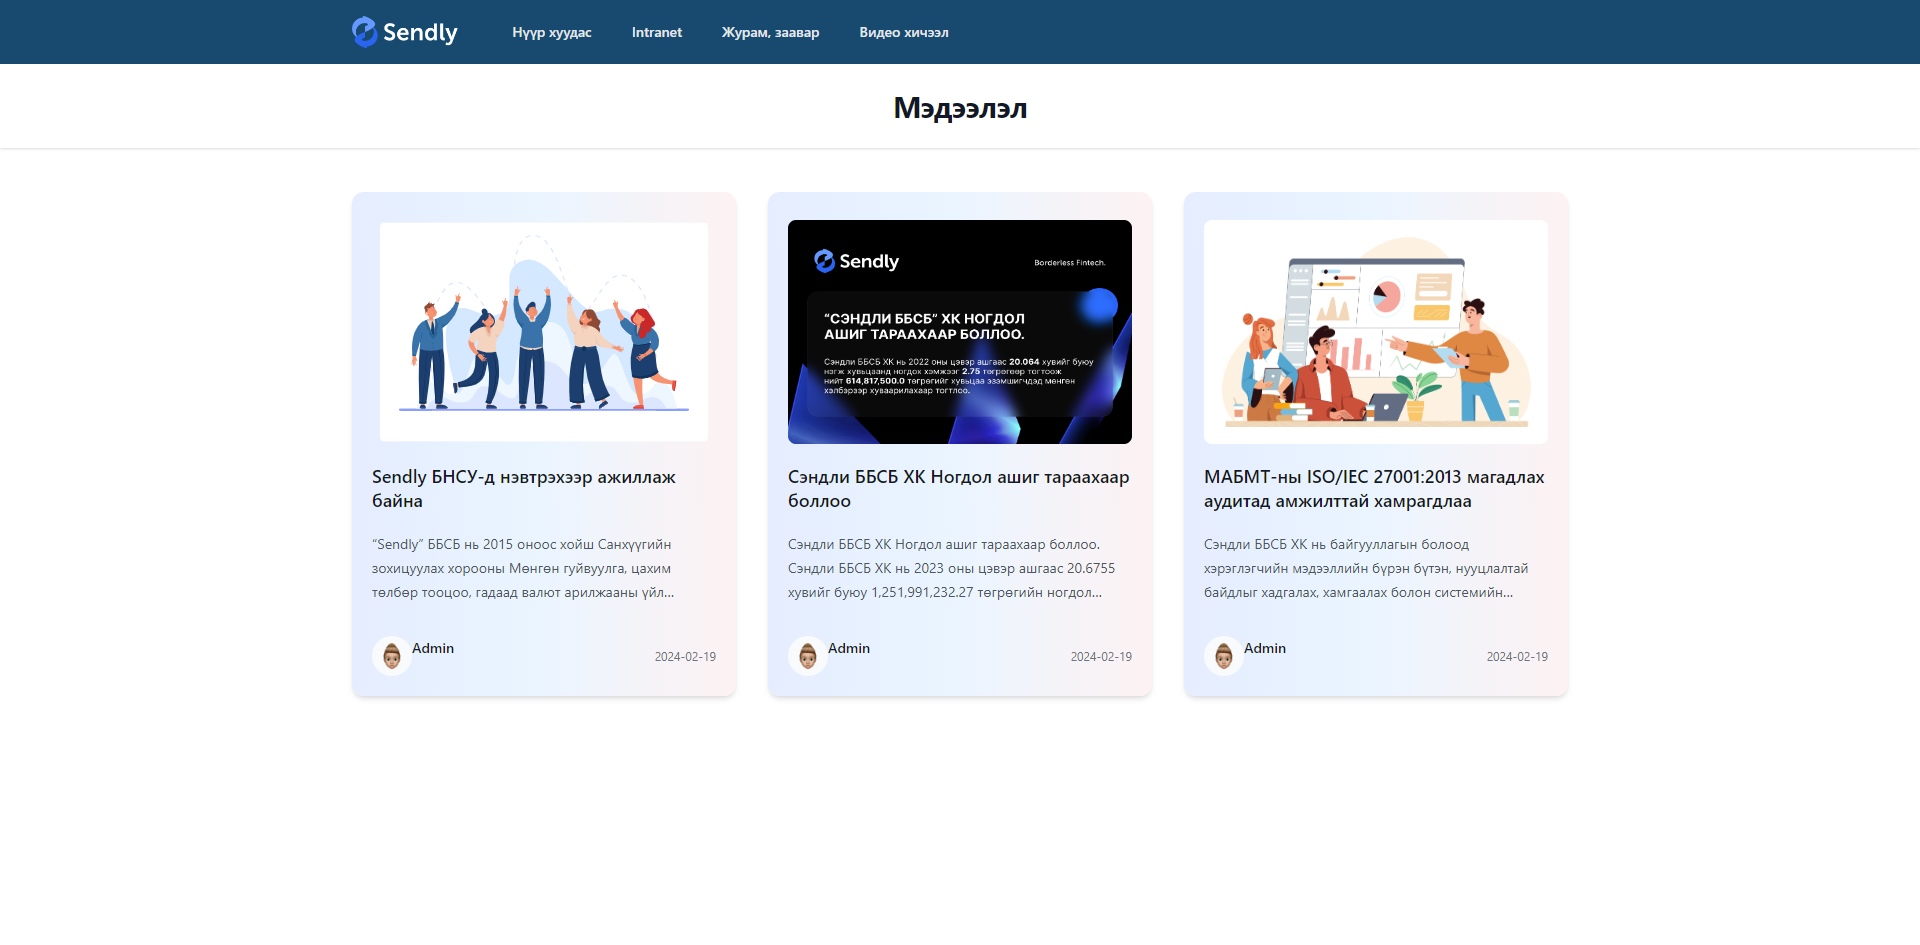 Sendly
Нүүр хуудас
Intranet
Журам, заавар
Видео хичээл
Мэдээлэл
Sendly БНСУ-д нэвтрэхээр ажиллаж
байна
“Sendly” ББСБ нь 2015 оноос хойш Санхүүгийн
зохицуулах хорооны Мөнгөн гуйвуулга, цахим
төлбөр тооцоо, гадаад валют арилжааны үйл...
Admin
2024-02-19
Sendly
Borderless Fintech.
“СЭНДЛИ ББСБ” ХК НОГДОЛ
АШИГ ТАРААХААР БОЛЛОО.
Сэндли ББСБ ХК нь 2022 оны цэвэр ашгаас 20.064 хувийг буюу
нэгж хувьцаанд ногдох хэмжээг 2.75 төгрөгөөр тогтоож
нийт 614,817,500.0 төгрөгийг хувьцаа эзэмшигчдэд мөнгөн
хэлбэрээр хуваарилахаар тогтлоо.
Сэндли ББСБ ХК Ногдол ашиг тараахаар
боллоо
Сэндли ББСБ ХК Ногдол ашиг тараахаар боллоо.
Сэндли ББСБ ХК нь 2023 оны цэвэр ашгаас 20.6755
хувийг буюу 1,251,991,232.27 төгрөгийн ногдол...
Admin
2024-02-19
МАБМТ-ны ISO/IEC 27001:2013 магадлах
аудитад амжилттай хамрагдлаа
Сэндли ББСБ ХК нь байгууллагын болоод
хэрэглэгчийн мэдээллийн бүрэн бүтэн, нууцлалтай
байдлыг хадгалах, хамгаалах болон системийн...
Admin
2024-02-19